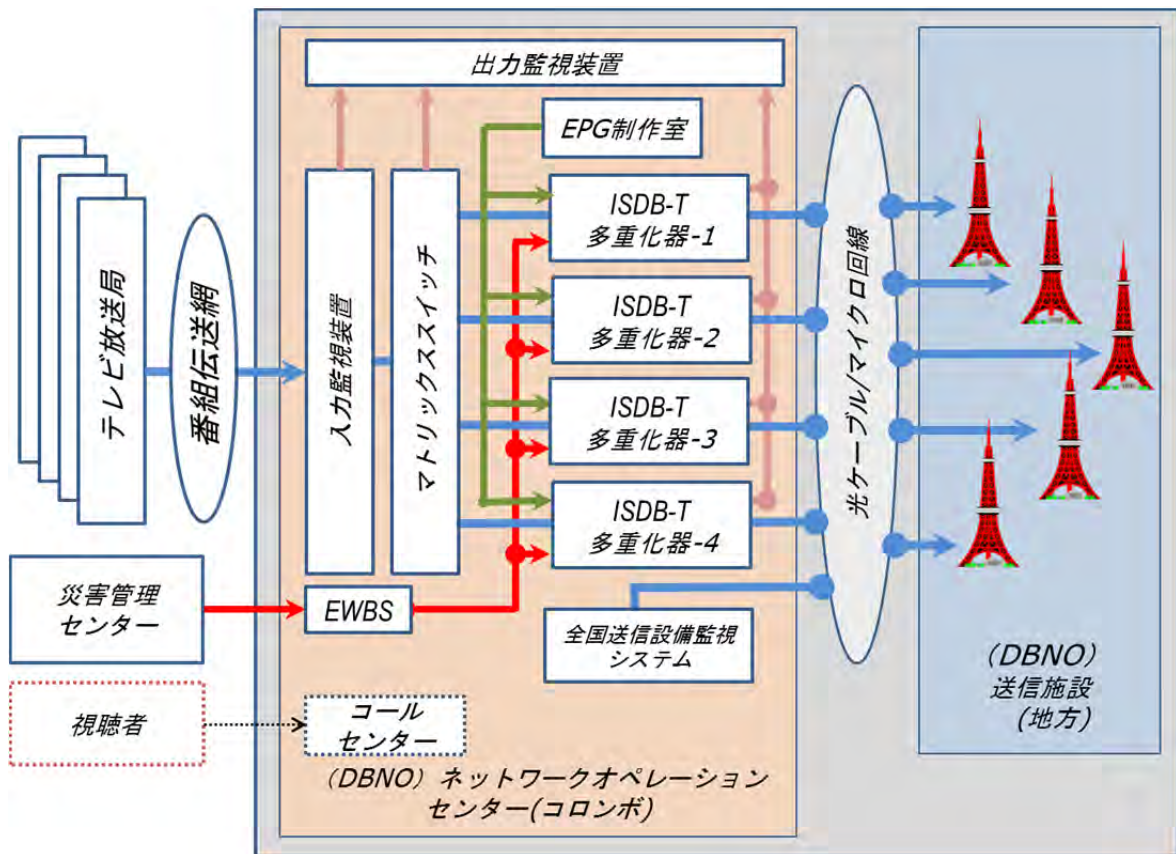 出力監視装置
EPG制作室
テレビ放送局
番組伝送網
入力監視装置
マトリックススイッチ
ISDB-T
多重化器-1
ISDB-T
多重化器-2
ISDB-T
多重化器-3
ISDB-T
多重化器-4
光ケーブル/マイクロ回線
災害管理
センター
EWBS
全国送信設備監視
システム
視聴者
コール
センター
（DBNO）ネットワークオペレーション
センター(コロンボ)
（DBNO）
送信施設
(地方)